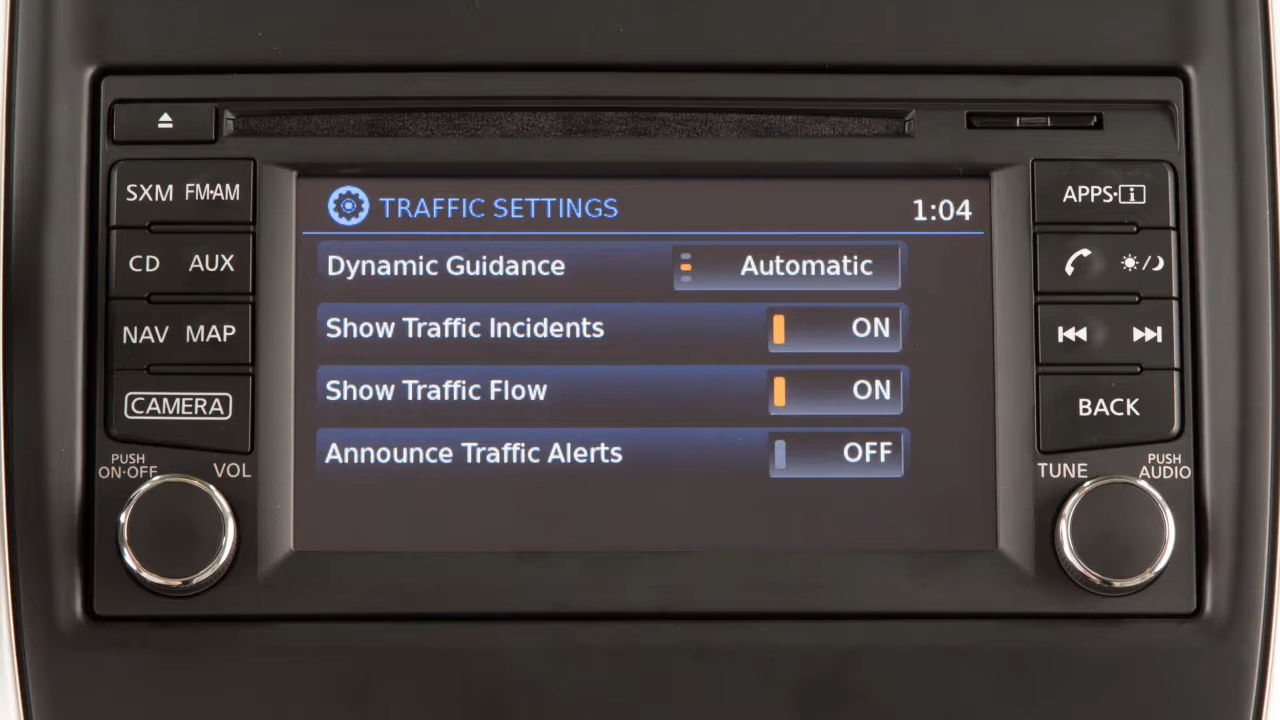 SXM FM·AM
CD AUX
NAV MAP
CAMERA
PUSH
ON·OFF
VOL
TRAFFIC SETTINGS
1:04
Dynamic Guidance
Automatic
Show Traffic Incidents
ON
Show Traffic Flow
ON
Announce Traffic Alerts
OFF
APPS·i
BACK
TUNE
PUSH
AUDIO